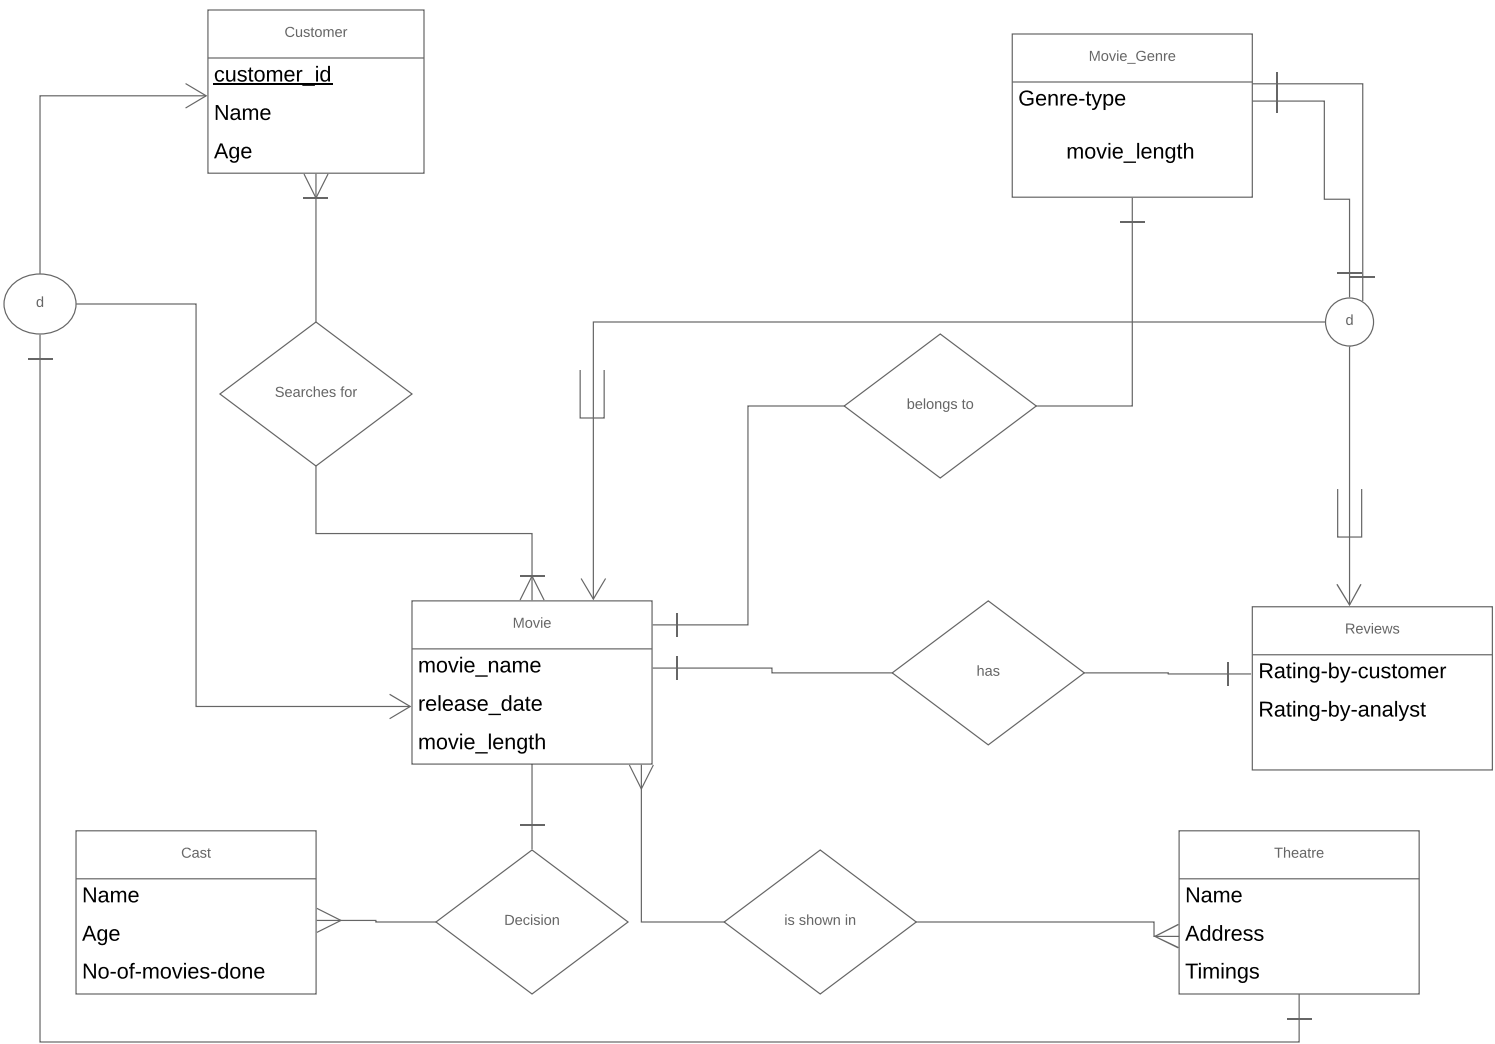 Customer
customer_id
Name
Age
Movie_Genre
Genre-type
movie_length
d
d
Searches for
belongs to
Movie
movie_name
release_date
movie_length
has
Reviews
Rating-by-customer
Rating-by-analyst
Cast
Name
Age
No-of-movies-done
Decision
is shown in
Theatre
Name
Address
Timings